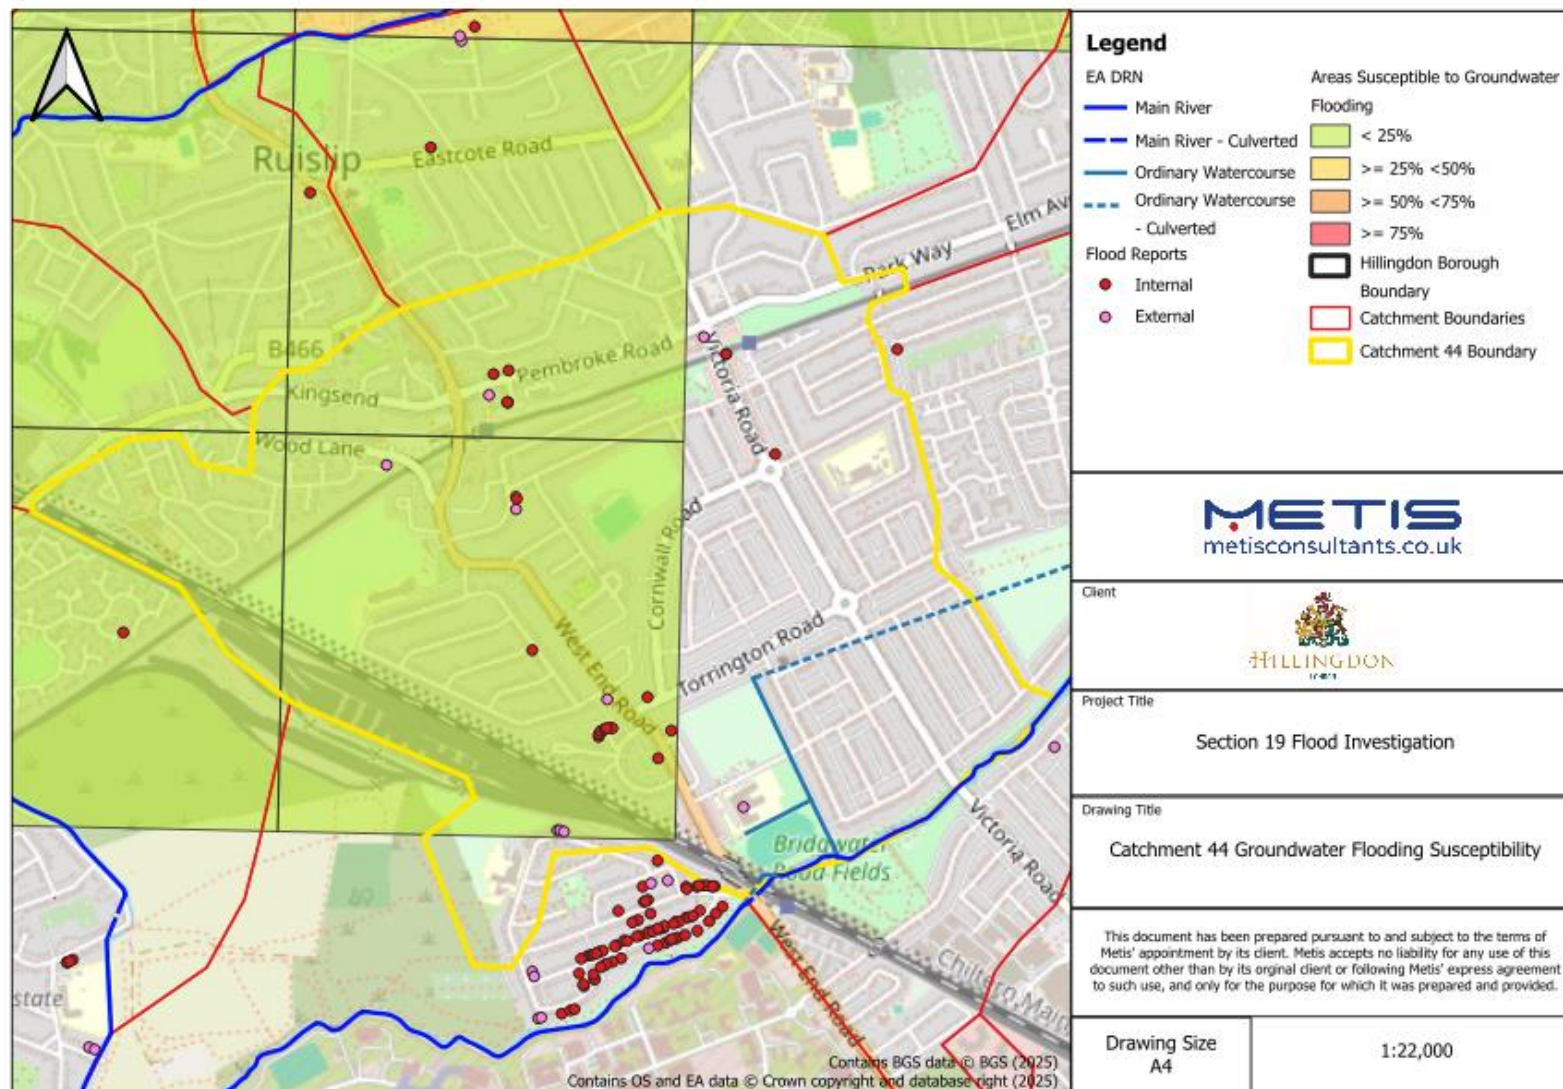 Ruislip
Eastcote Road
Elm Av
Park Way
B466
Pembroke Road
Kingsend
Victoria Road
Wood Lane
Cornwall Road
West End Road
Torrington Road
Victoria Road
Bridgwater
Road Fields
West End Road
Chiltern Main
state
Contains BGS data © BGS (2025)
Contains OS and EA data © Crown copyright and database right (2025)
Legend
EA DRN
Main River
Main River - Culverted
Ordinary Watercourse
Ordinary Watercourse
- Culverted
Flood Reports
Internal
External
Areas Susceptible to Groundwater
Flooding
< 25%
>= 25% <50%
>= 50% <75%
>= 75%
Hillingdon Borough
Boundary
Catchment Boundaries
Catchment 44 Boundary
METIS
metisconsultants.co.uk
Client
HILLINGDON
LONDON
Project Title
Section 19 Flood Investigation
Drawing Title
Catchment 44 Groundwater Flooding Susceptibility
This document has been prepared pursuant to and subject to the terms of
Metis' appointment by its client. Metis accepts no liability for any use of this
document other than by its orginal client or following Metis' express agreement
to such use, and only for the purpose for which it was prepared and provided.
Drawing Size
A4
1:22,000